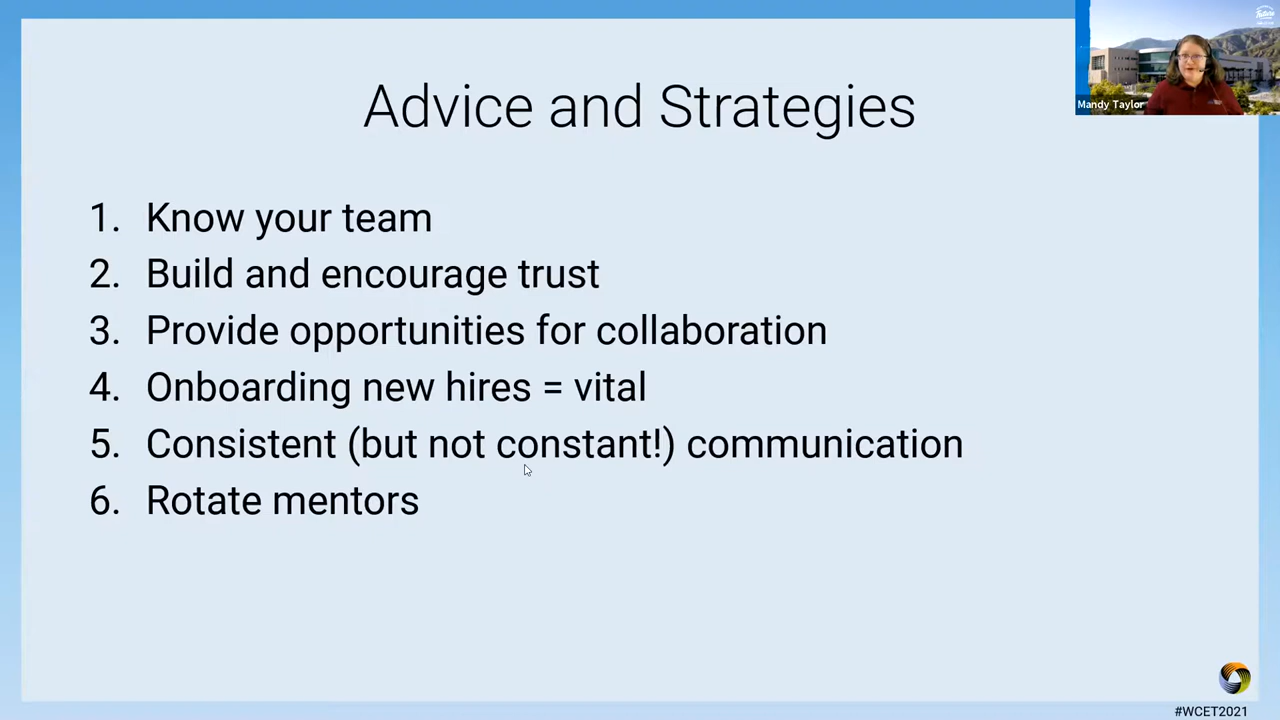 Advice and Strategies
Mandy Taylor
1. Know your team
2. Build and encourage trust
3. Provide opportunities for collaboration
4. Onboarding new hires = vital
5. Consistent (but not constant!) communication
6. Rotate mentors
#WCET2021